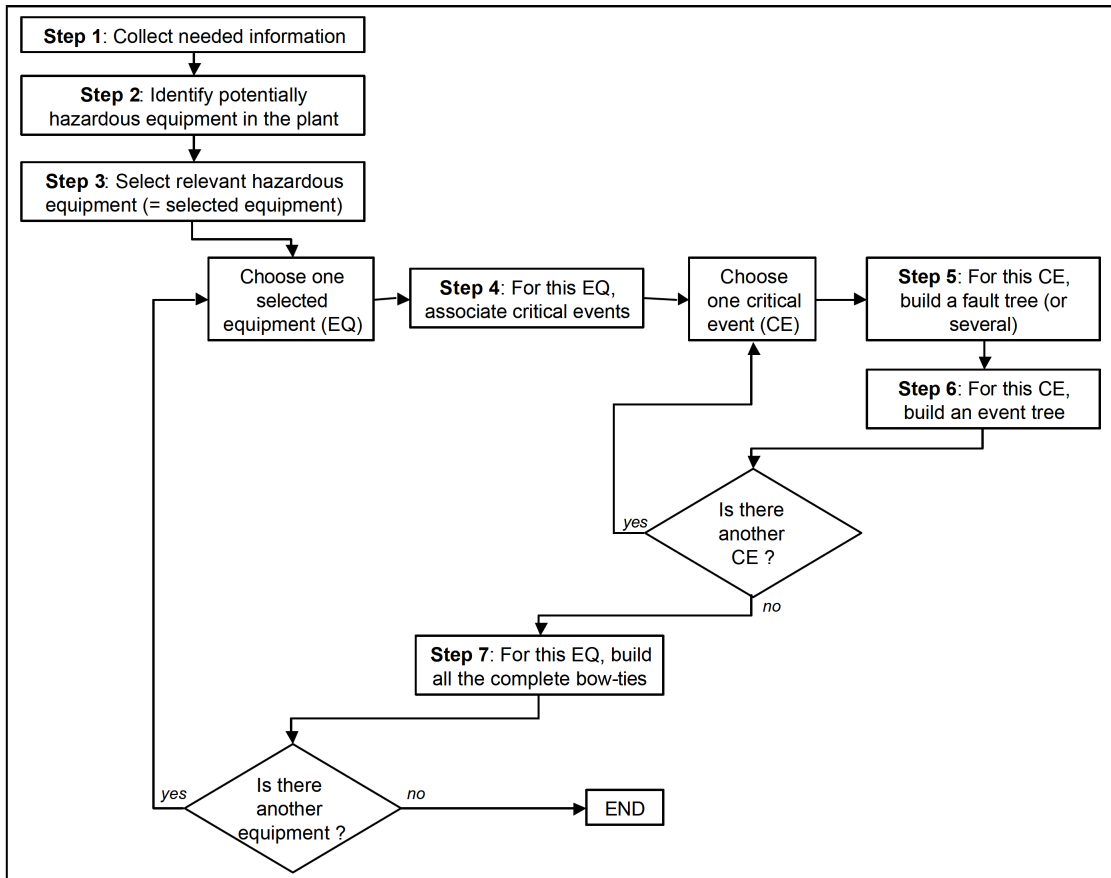 Step 1: Collect needed information
Step 2: Identify potentially
hazardous equipment in the plant
Step 3: Select relevant hazardous
equipment (= selected equipment)
Choose one
selected
equipment (EQ)
Step 4: For this EQ,
associate critical events
Choose
one critical
event (CE)
Step 5: For this CE,
build a fault tree (or
several)
Step 6: For this CE,
build an event tree
Is there
another
CE ?
yes
no
Step 7: For this EQ, build
all the complete bow-ties
Is there
another
equipment ?
yes
no
END